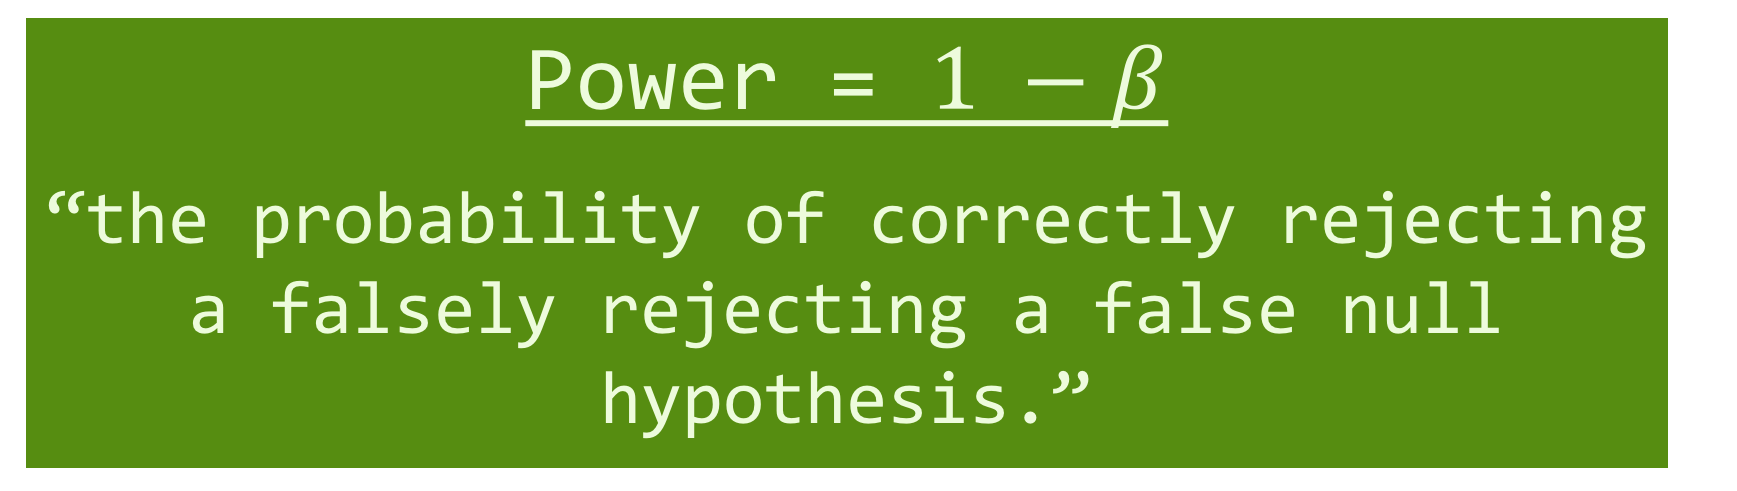 Power = 1 − β
“the probability of correctly rejecting
a falsely rejecting a false null
hypothesis.”